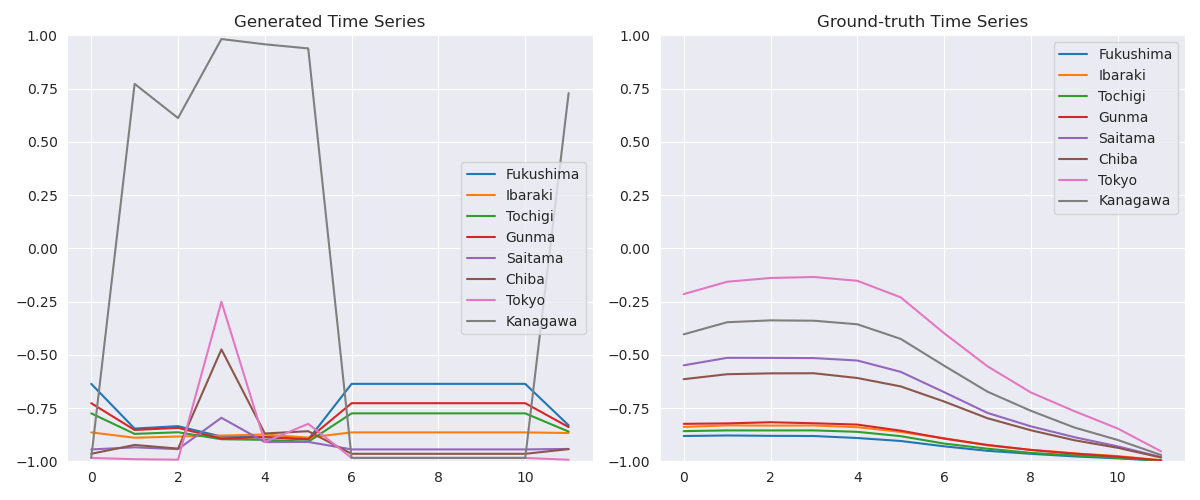 Generated Time Series
1.00
0.75
0.50
0.25
0.00
−0.25
−0.50
−0.75
−1.00
0 2 4 6 8 10
Fukushima
Ibaraki
Tochigi
Gunma
Saitama
Chiba
Tokyo
Kanagawa
Ground-truth Time Series
1.00
0.75
0.50
0.25
0.00
−0.25
−0.50
−0.75
−1.00
0 2 4 6 8 10
Fukushima
Ibaraki
Tochigi
Gunma
Saitama
Chiba
Tokyo
Kanagawa